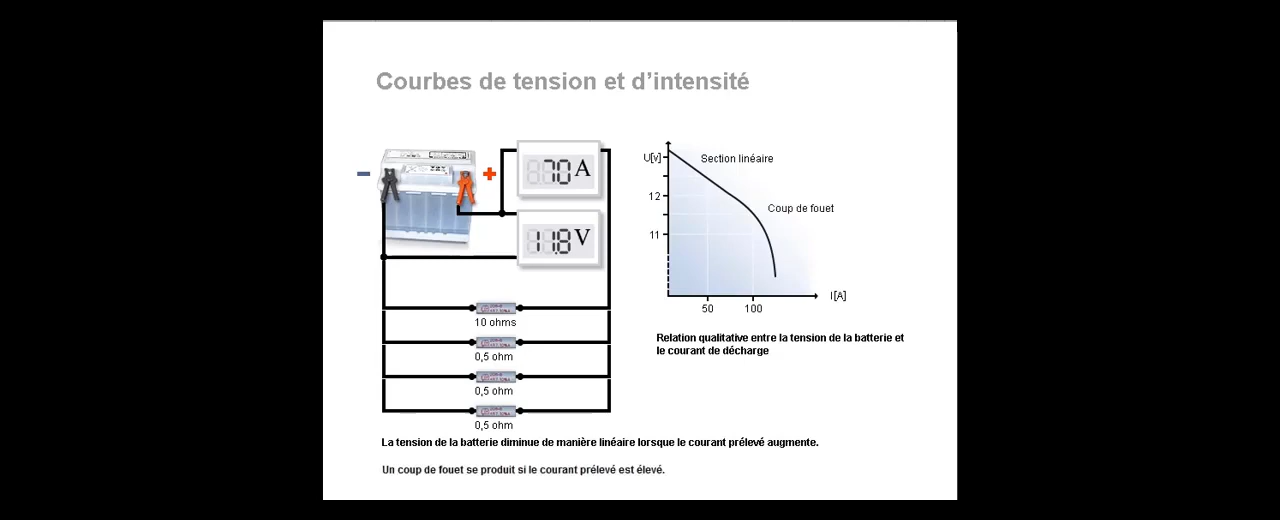 Courbes de tension et d'intensité
- +
70 A
11.8 V
10 ohms
0,5 ohm
0,5 ohm
0,5 ohm
U[v]
12
11
Section linéaire
Coup de fouet
50 100
I[A]
Relation qualitative entre la tension de la batterie et
le courant de décharge
La tension de la batterie diminue de manière linéaire lorsque le courant prélevé augmente.
Un coup de fouet se produit si le courant prélevé est élevé.